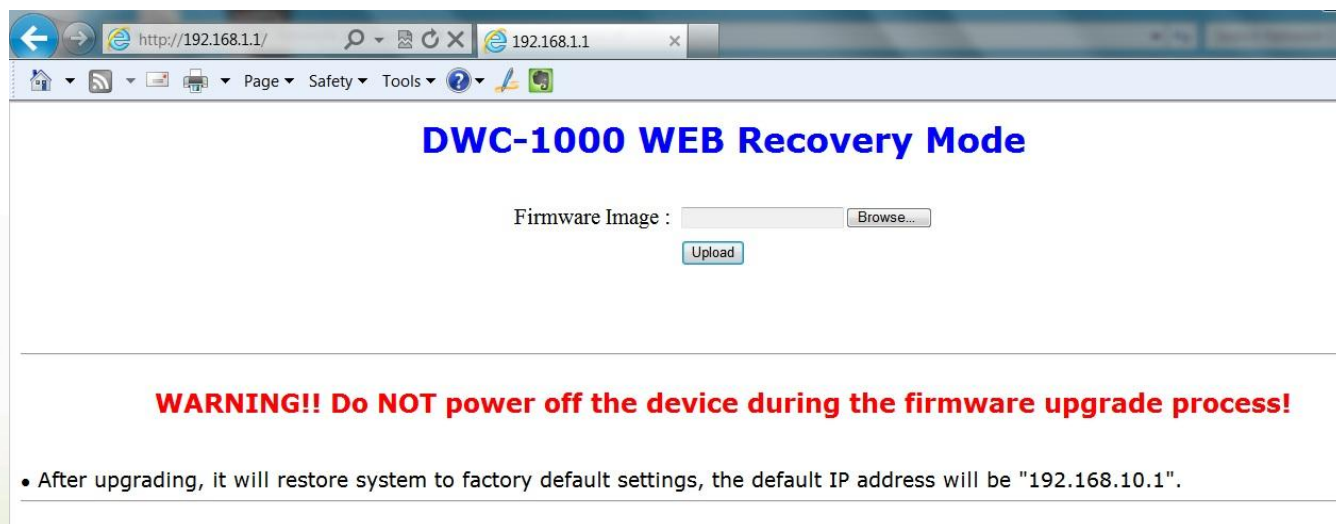 http://192.168.1.1/
192.168.1.1
Page Safety Tools
DWC-1000 WEB Recovery Mode
Firmware Image : Browse...
Upload
WARNING!! Do NOT power off the device during the firmware upgrade process!
• After upgrading, it will restore system to factory default settings, the default IP address will be "192.168.10.1".